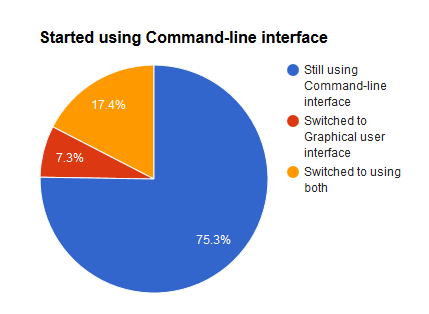 Started using Command-line interface
Still using
Command-line
interface
Switched to
Graphical user
interface
Switched to using
both
17.4%
7.3%
75.3%